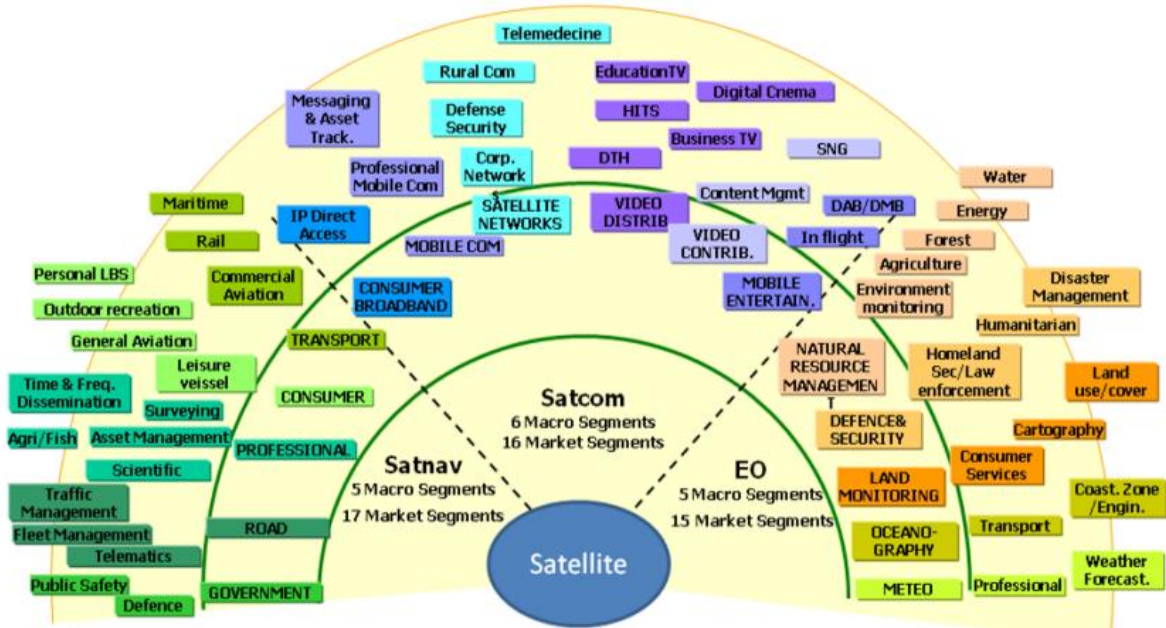 Telemedecine
Rural Com
EducationTV
Digital Cnema
Messaging
& Asset
Track.
Defense
Security
HITS
Business TV
SNG
Professional
Mobile Com
Corp.
Network
s
DTH
Content Mgmt
Water
Maritime
IP Direct
Access
SATELLITE
NETWORKS
VIDEO
DISTRIB
DAB/DMB
Energy
Rail
MOBILE COM
VIDEO
CONTRIB.
In flight
Forest
Personal LBS
Commercial
Aviation
CONSUMER
BROADBAND
MOBILE
ENTERTAIN.
Agriculture
Environment
monitoring
Disaster
Management
Outdoor recreation
General Aviation
TRANSPORT
Humanitarian
Leisure
veissel
CONSUMER
NATURAL
RESOURCE
MANAGEMEN
T
Homeland
Sec/Law
enforcement
Land
use/cover
Time & Freq.
Dissemination
Surveying
Satcom
6 Macro Segments
16 Market Segments
DEFENCE&
SECURITY
Cartography
Agri/Fish
Asset Management
PROFESSIONAL
Scientific
Satnav
5 Macro Segments
17 Market Segments
EO
5 Macro Segments
15 Market Segments
LAND
MONITORING
Consumer
Services
Traffic
Management
Coast. Zone
/Engin.
Fleet Management
ROAD
OCEANO-
GRAPHY
Transport
Telematics
Satellite
Weather
Forecast.
Public Safety
Defence
GOVERNMENT
METEO
Professional